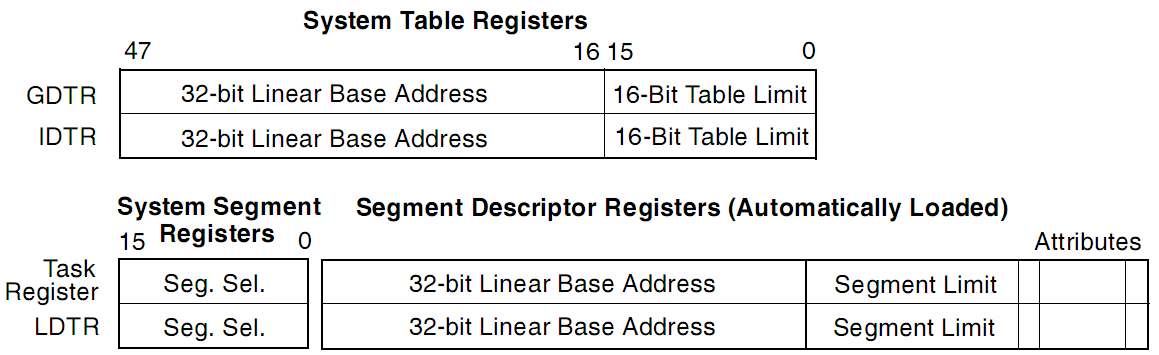 System Table Registers
47 16 15 0
GDTR 32-bit Linear Base Address 16-Bit Table Limit
IDTR 32-bit Linear Base Address 16-Bit Table Limit
System Segment Segment Descriptor Registers (Automatically Loaded)
Registers
15 0 Attributes
Task
Register Seg. Sel. 32-bit Linear Base Address Segment Limit
LDTR Seg. Sel. 32-bit Linear Base Address Segment Limit